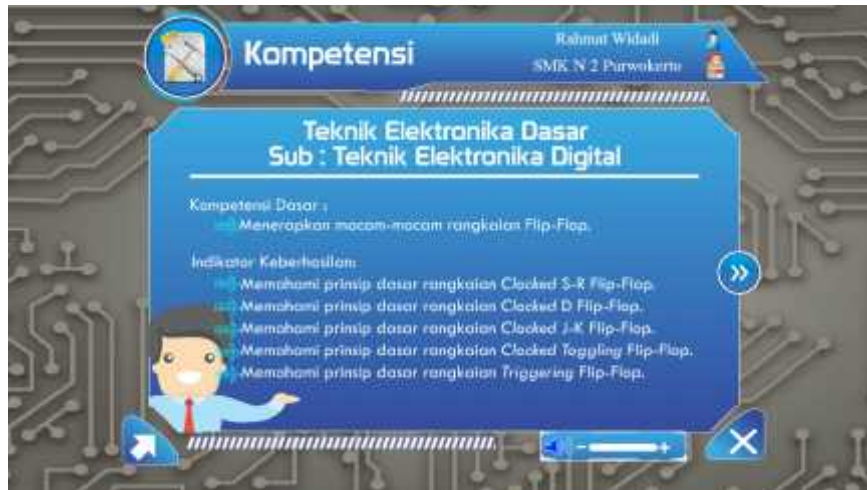 Kompetensi
Rahmat Widadi
SMK N 2 Purwokerto
Teknik Elektronika Dasar
Sub : Teknik Elektronika Digital
Kompetensi Dasar :
Menerapkan macam-macam rangkaian Flip-Flop.
Indikator Keberhasilan:
Memahami prinsip dasar rangkaian Clocked S-R Flip-Flop.
Memahami prinsip dasar rangkaian Clocked D Flip-Flop.
Memahami prinsip dasar rangkaian Clocked J-K Flip-Flop.
Memahami prinsip dasar rangkaian Clocked Toggling Flip-Flop.
Memahami prinsip dasar rangkaian Triggering Flip-Flop.